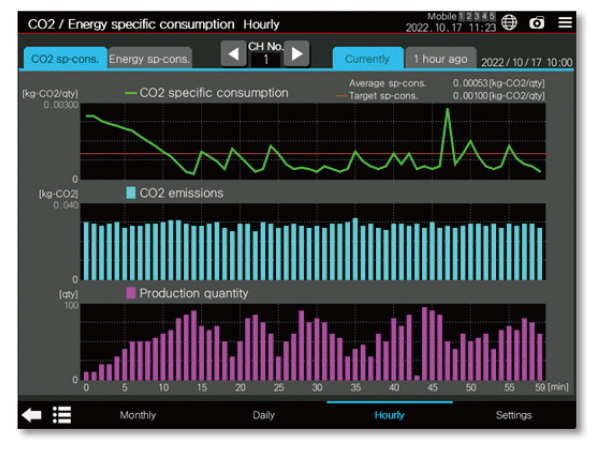 CO2 / Energy specific consumption Hourly
Mobile 1 2 3 4 5
2022. 10. 17 11:23
CO2 sp-cons.
Energy sp-cons.
CH No.
1
Currently
1 hour ago
2022 / 10 / 17 10:00
[kg-CO2/qty]
0.00300
CO2 specific consumption
Average sp-cons. 0.00053[kg-CO2/qty]
Target sp-cons. 0.00100[kg-CO2/qty]
0
[kg-CO2]
0.040
CO2 emissions
0
[qty]
100
Production quantity
0
0 5 10 15 20 25 30 35 40 45 50 55 59 [min]
Monthly
Daily
Hourly
Settings